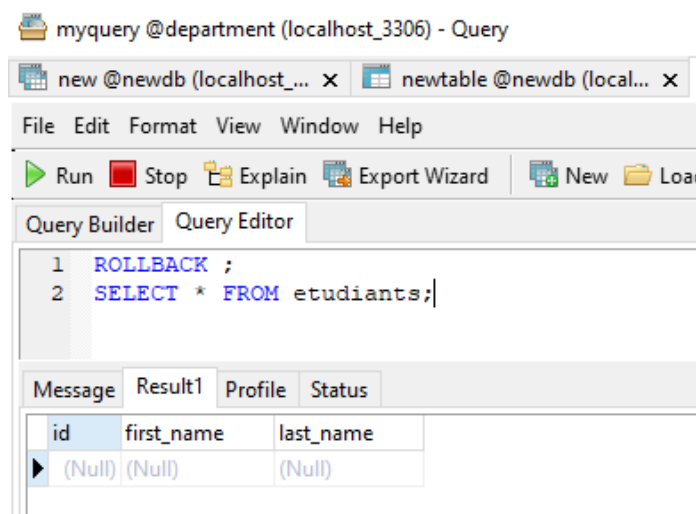 myquery @department (localhost_3306) - Query
new @newdb (localhost_... x newtable @newdb (local... x
File Edit Format View Window Help
Run Stop Explain Export Wizard New Loa
Query Builder Query Editor
1 ROLLBACK ;
2 SELECT * FROM etudiants;
Message Result1 Profile Status
id first_name last_name
(Null) (Null) (Null)